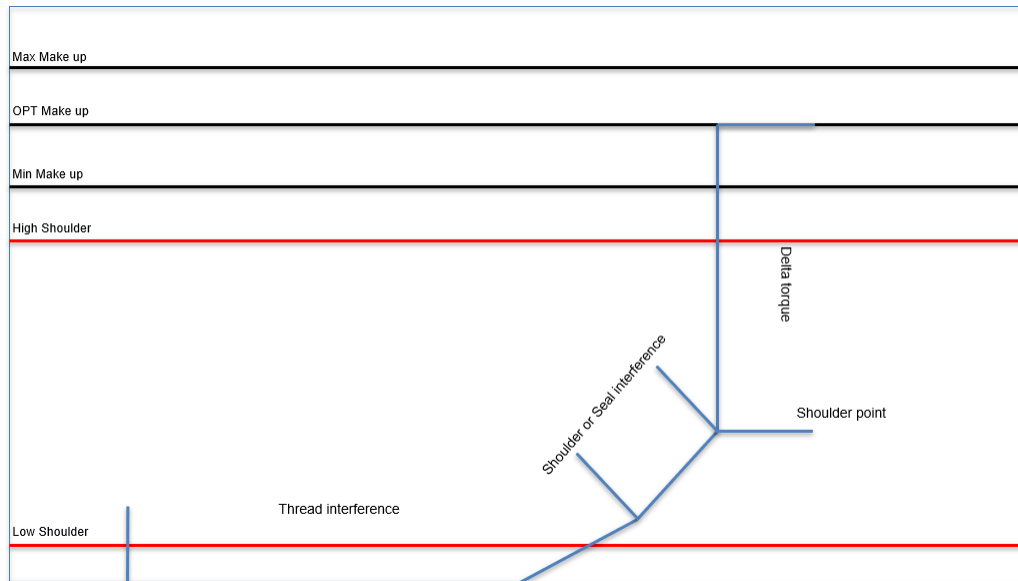 Max Make up
OPT Make up
Min Make up
High Shoulder
Delta torque
Shoulder or Seal interference
Shoulder point
Thread interference
Low Shoulder